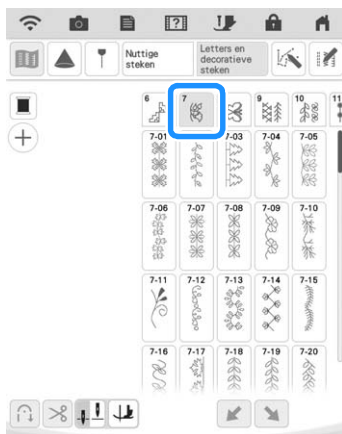 ?
Nuttige
steken
Letters en
decoratieve
steken
6 7 9 10 11
7-01 7-03 7-04 7-05
7-06 7-07 7-08 7-09 7-10
7-11 7-12 7-13 7-14 7-15
7-16 7-17 7-18 7-19 7-20